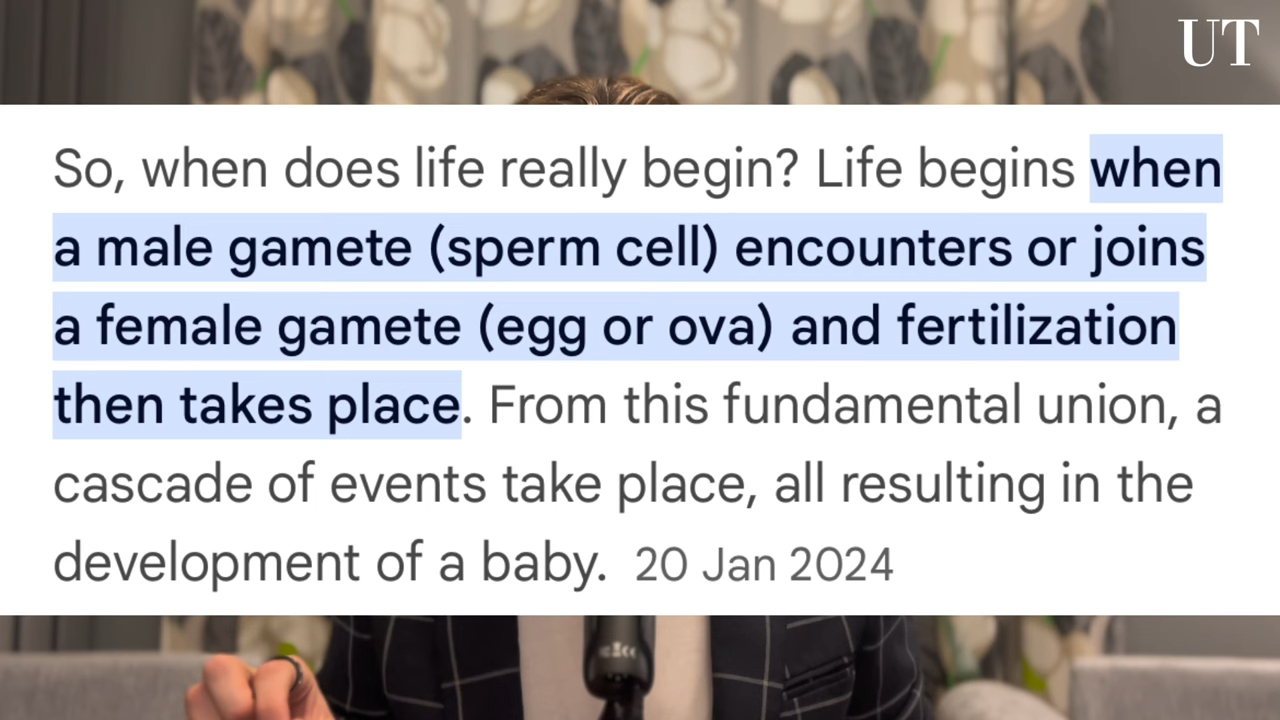 UT
So, when does life really begin? Life begins when
a male gamete (sperm cell) encounters or joins
a female gamete (egg or ova) and fertilization
then takes place. From this fundamental union, a
cascade of events take place, all resulting in the
development of a baby. 20 Jan 2024